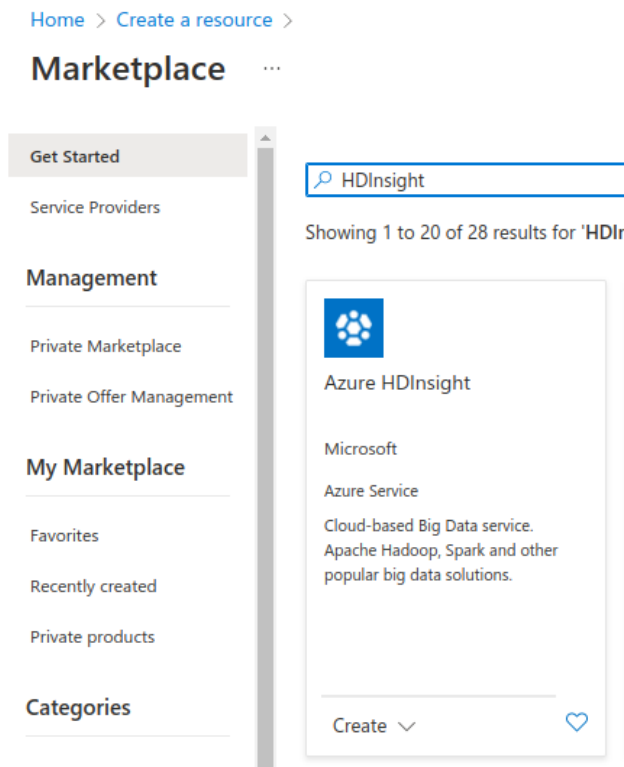 Home > Create a resource >
Marketplace ...
Get Started
Service Providers
Management
Private Marketplace
Private Offer Management
My Marketplace
Favorites
Recently created
Private products
Categories
HDInsight
Showing 1 to 20 of 28 results for 'HDIn
Azure HDInsight
Microsoft
Azure Service
Cloud-based Big Data service.
Apache Hadoop, Spark and other
popular big data solutions.
Create